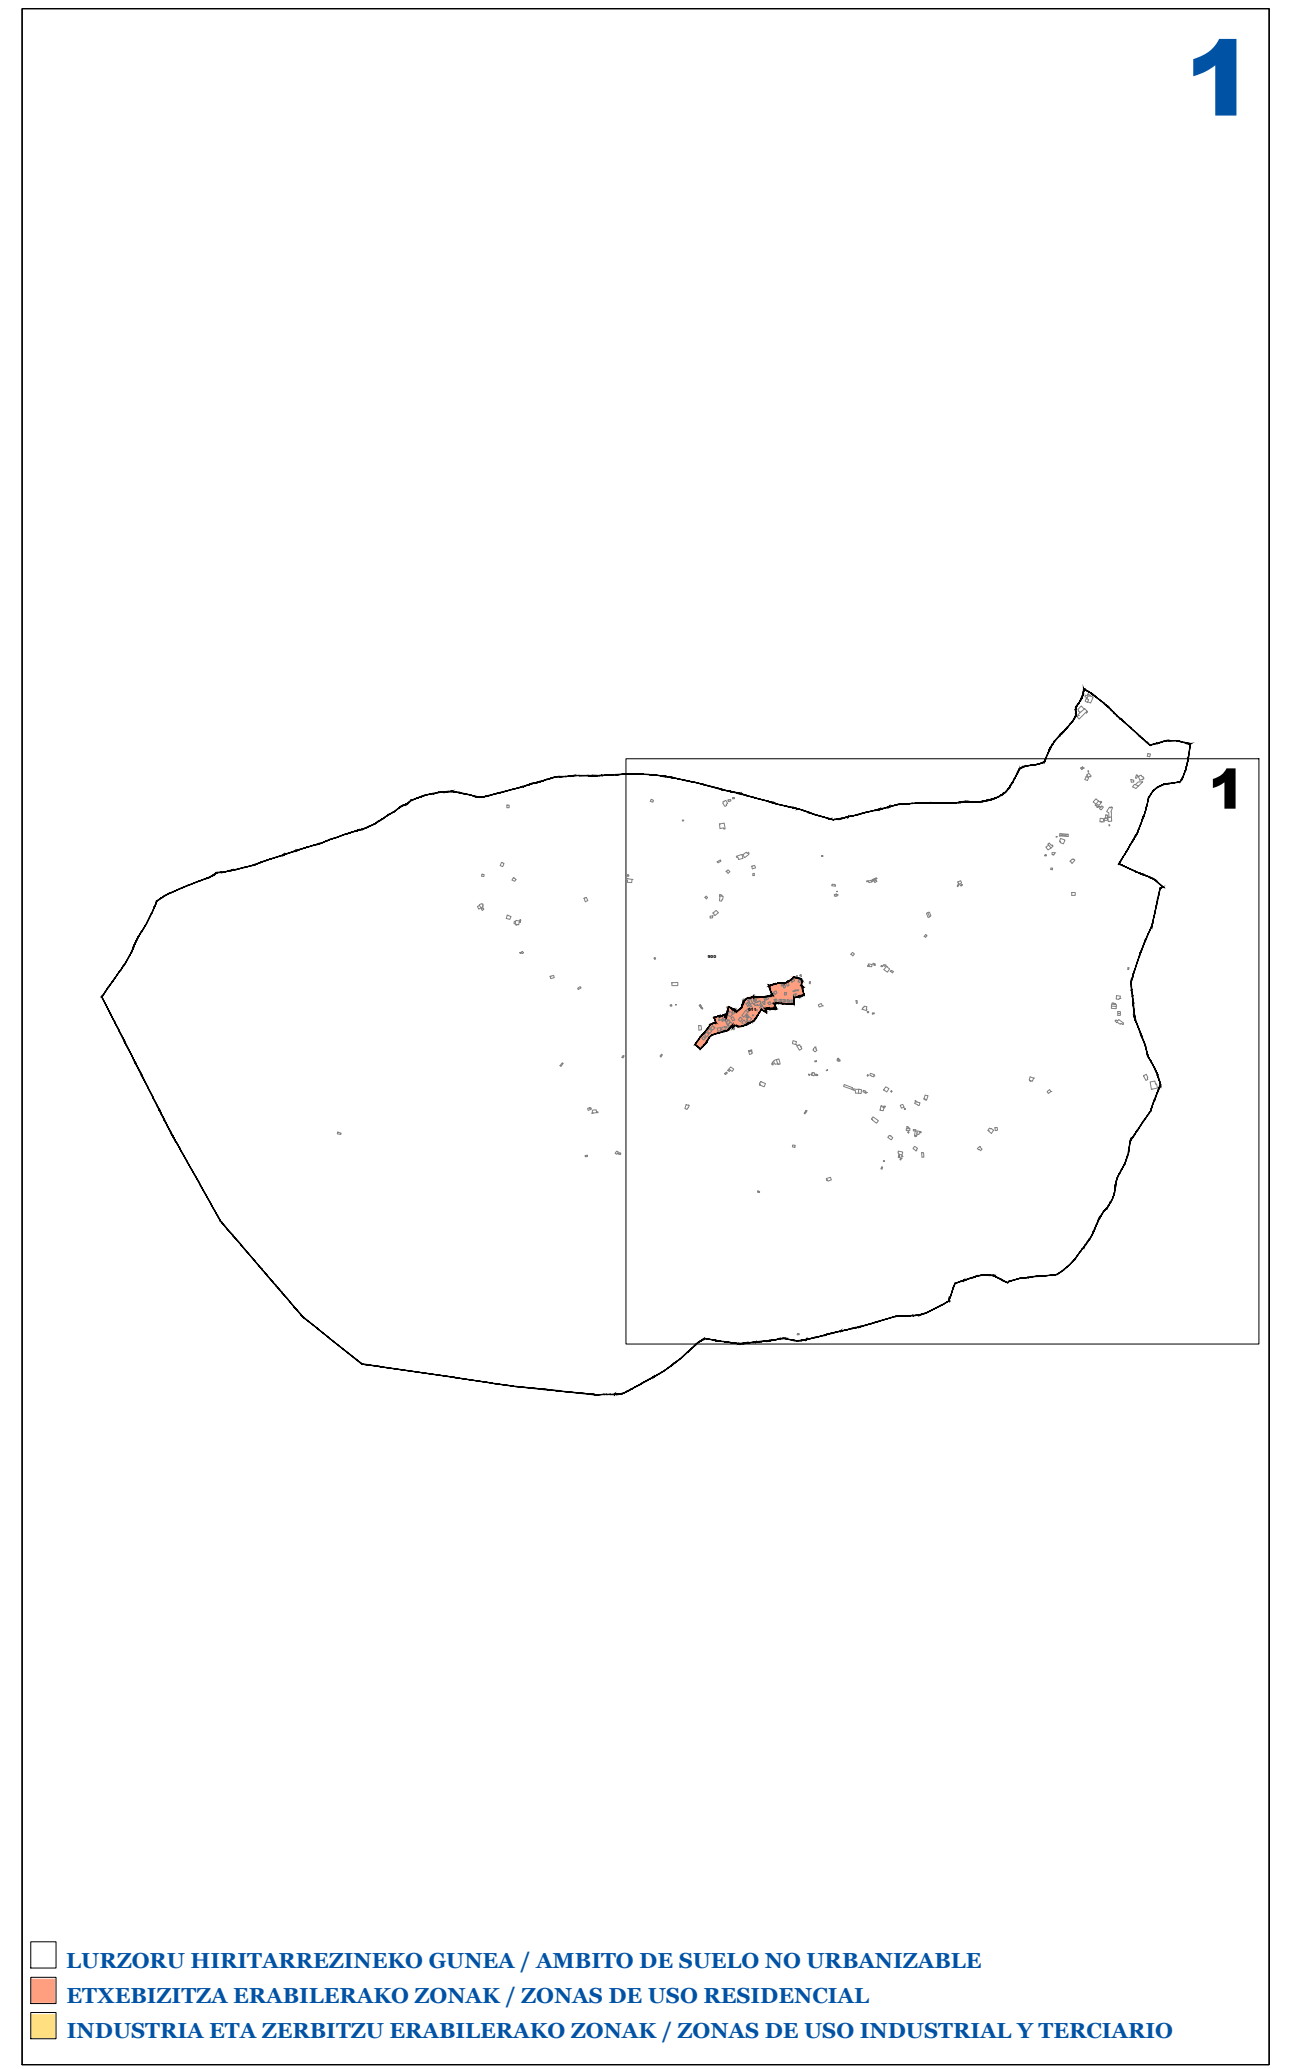 1
1
LURZORU HIRITARREZINEKO GUNEA / AMBITO DE SUELO NO URBANIZABLE
ETXEBIZITZA ERABILERAKO ZONAK / ZONAS DE USO RESIDENCIAL
INDUSTRIA ETA ZERBITZU ERABILERAKO ZONAK / ZONAS DE USO INDUSTRIAL Y TERCIARIO